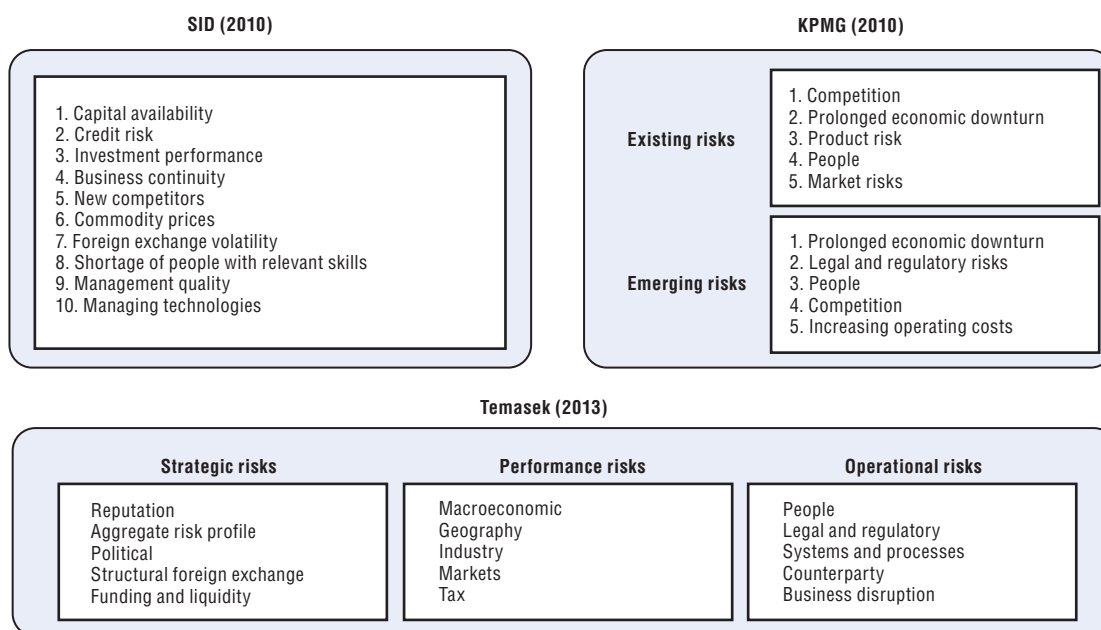 SID (2010)
1. Capital availability
2. Credit risk
3. Investment performance
4. Business continuity
5. New competitors
6. Commodity prices
7. Foreign exchange volatility
8. Shortage of people with relevant skills
9. Management quality
10. Managing technologies
KPMG (2010)
Existing risks
1. Competition
2. Prolonged economic downturn
3. Product risk
4. People
5. Market risks
Emerging risks
1. Prolonged economic downturn
2. Legal and regulatory risks
3. People
4. Competition
5. Increasing operating costs
Temasek (2013)
Strategic risks
Reputation
Aggregate risk profile
Political
Structural foreign exchange
Funding and liquidity
Performance risks
Macroeconomic
Geography
Industry
Markets
Tax
Operational risks
People
Legal and regulatory
Systems and processes
Counterparty
Business disruption